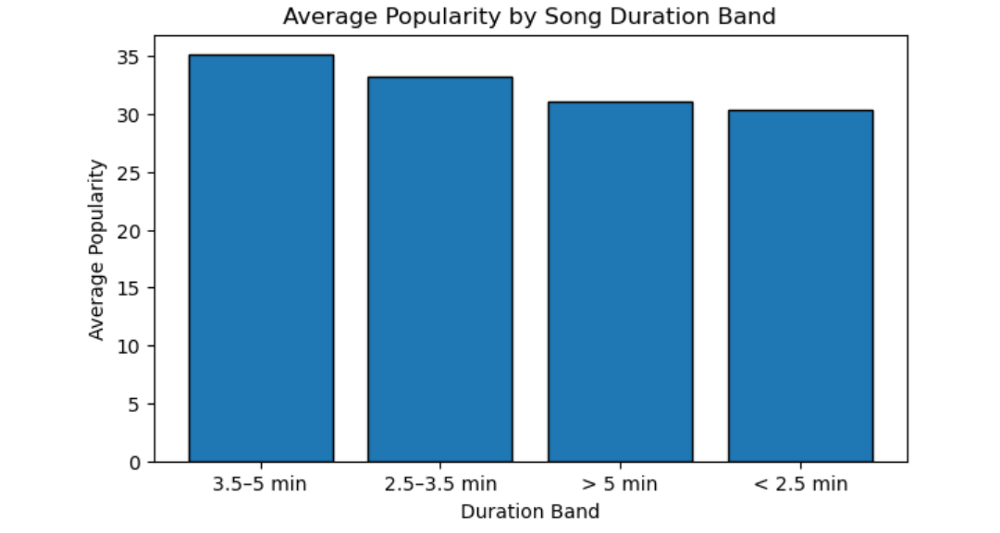 Average Popularity by Song Duration Band
Average Popularity
35
30
25
20
15
10
5
0
3.5–5 min
2.5–3.5 min
> 5 min
< 2.5 min
Duration Band